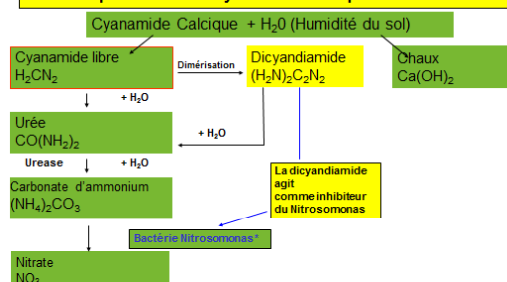 Cyanamide Calcique + H₂0 (Humidité du sol)
Cyanamide libre
H₂CN₂
Dimérisation
Dicyandiamide
(H₂N)₂C₂N₂
Chaux
Ca(OH)₂
+ H₂O
Urée
CO(NH₂)₂
+ H₂O
Urease
+ H₂O
Carbonate d'ammonium
(NH₄)₂CO₃
La dicyandiamide
agit
comme inhibiteur
du Nitrosomonas
Bactérie Nitrosomonas*
Nitrate
NO₃